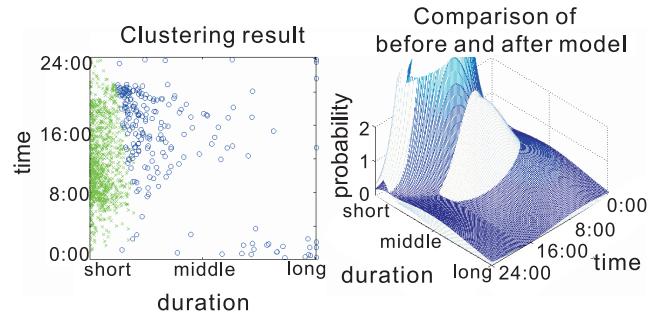 Clustering result
24:00
16:00
8:00
0:00
time
short
middle
long
duration
Comparison of
before and after model
2
1
0
probability
short
middle
long
duration
0:00
8:00
16:00
24:00
time